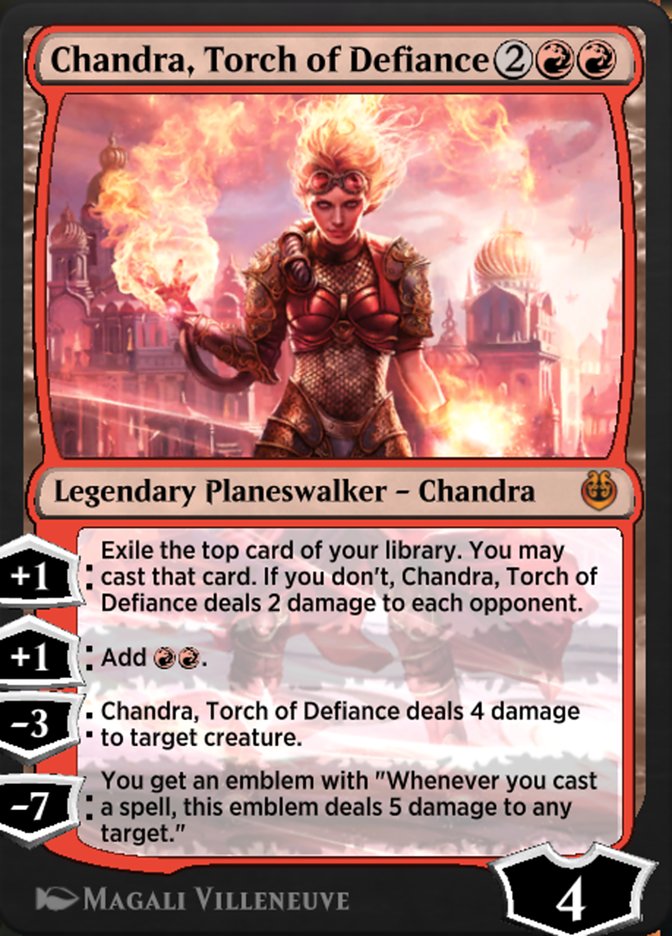 Chandra, Torch of Defiance 2
Legendary Planeswalker – Chandra
+1
Exile the top card of your library. You may
cast that card. If you don't, Chandra, Torch of
Defiance deals 2 damage to each opponent.
+1
: Add .
−3
Chandra, Torch of Defiance deals 4 damage
to target creature.
−7
You get an emblem with "Whenever you cast
a spell, this emblem deals 5 damage to any
target."
MAGALI VILLENEUVE
4